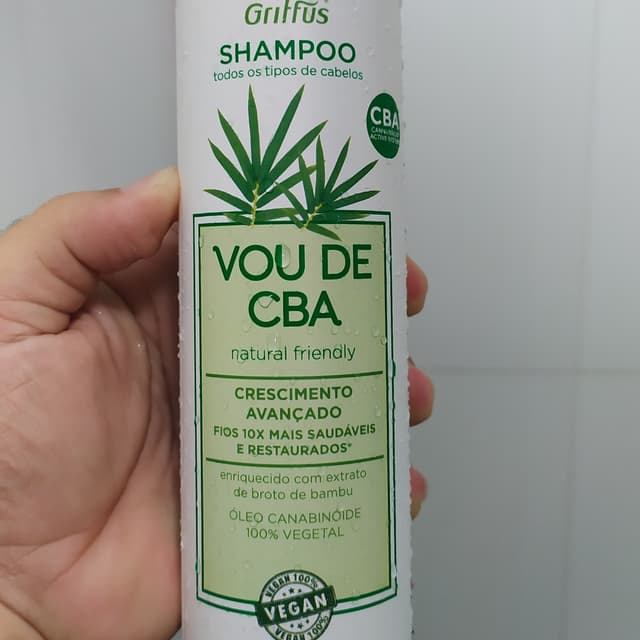 Griffus
SHAMPOO
todos os tipos de cabelos
CBA
VOU DE
CBA
natural friendly
CRESCIMENTO
AVANÇADO
FIOS 10X MAIS SAUDÁVEIS
E RESTAURADOS*
enriquecido com extrato
de broto de bambu
ÓLEO CANABINÓIDE
100% VEGETAL
VEGAN 100%
VEGAN
VEGAN 100%